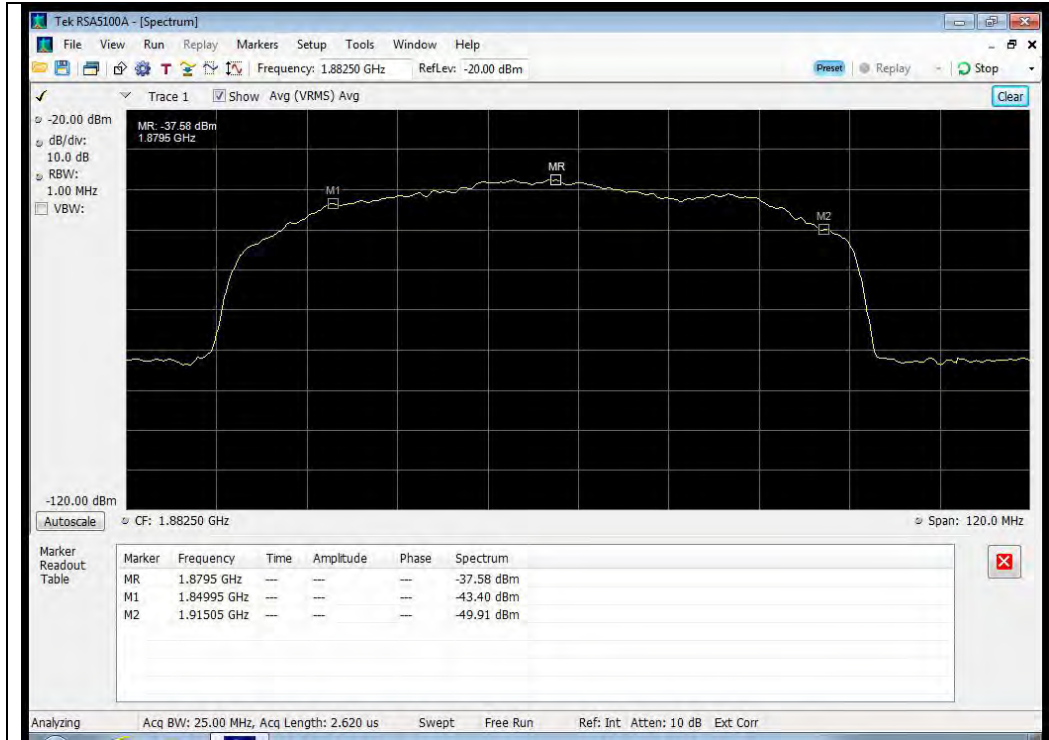 Tek RSA5100A - [Spectrum]
File View Run Replay Markers Setup Tools Window Help
T Frequency: 1.88250 GHz RefLev: -20.00 dBm Preset Replay Stop
Trace 1 Show Avg (VRMS) Avg Clear
-20.00 dBm
dB/div:
10.0 dB
RBW:
1.00 MHz
VBW:
MR: -37.58 dBm
1.8795 GHz
MR
M1
M2
-120.00 dBm
Autoscale CF: 1.88250 GHz Span: 120.0 MHz
Marker
Readout
Table
Marker Frequency Time Amplitude Phase Spectrum
MR 1.8795 GHz --- --- --- -37.58 dBm
M1 1.84995 GHz --- --- --- -43.40 dBm
M2 1.91505 GHz --- --- --- -49.91 dBm
Analyzing Acq BW: 25.00 MHz, Acq Length: 2.620 us Swept Free Run Ref: Int Atten: 10 dB Ext Corr